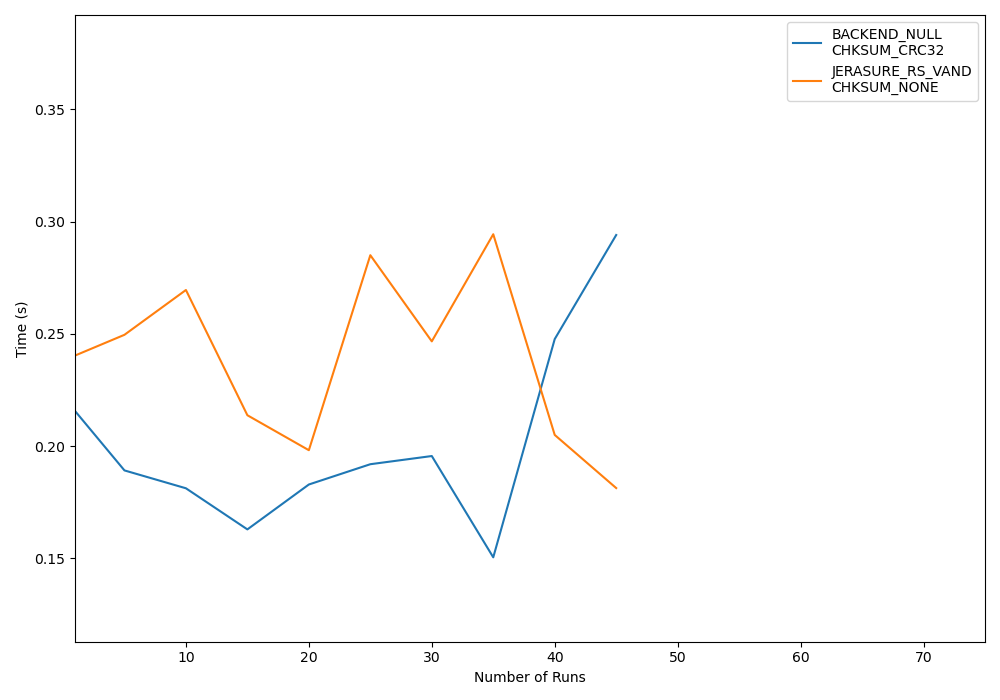 BACKEND_NULL
CHKSUM_CRC32
JERASURE_RS_VAND
CHKSUM_NONE
0.35
0.30
0.25
0.20
0.15
Time (s)
10 20 30 40 50 60 70
Number of Runs